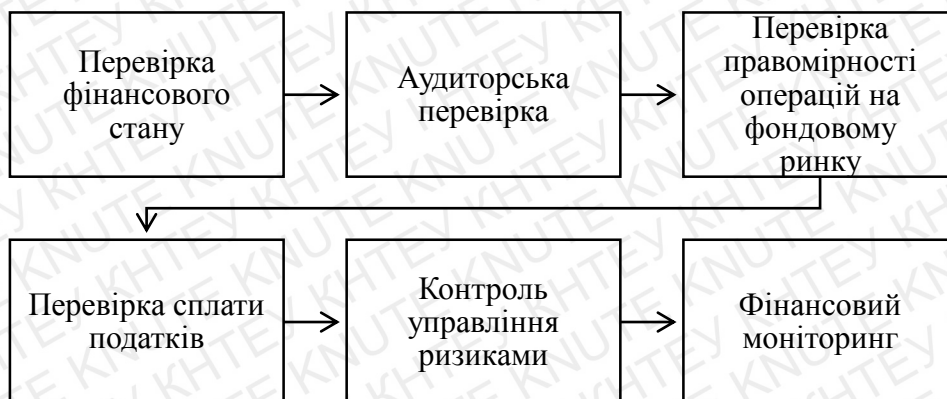 Перевірка
фінансового
стану
Аудиторська
перевірка
Перевірка
правомірності
операцій на
фондовому
ринку
Перевірка сплати
податків
Контроль
управління
ризиками
Фінансовий
моніторинг